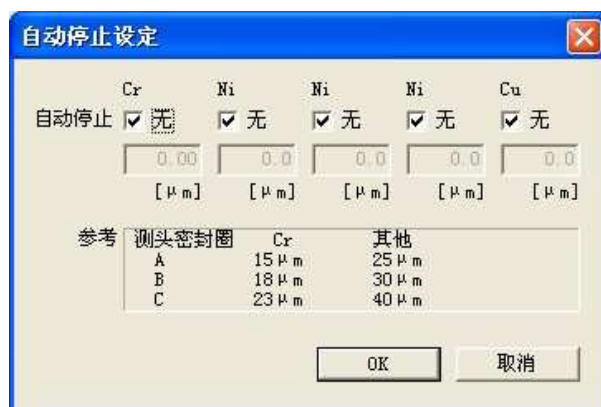 自动停止设定
Cr Ni Ni Ni Cu
自动停止 无 无 无 无 无
0.00 0.0 0.0 0.0 0.0
[μm] [μm] [μm] [μm] [μm]
参考 测头密封圈 Cr 其他
A 15μm 25μm
B 18μm 30μm
C 23μm 40μm
OK 取消